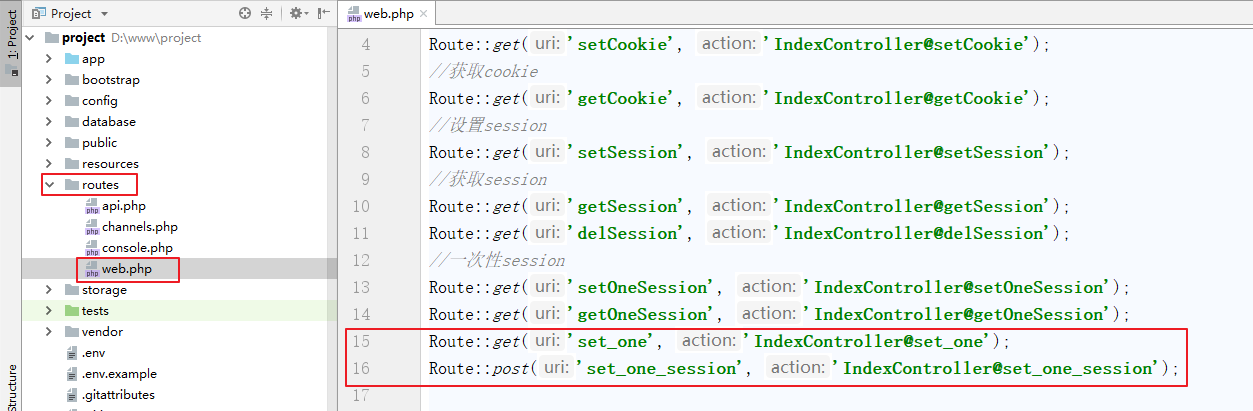 1: Project
Structure
Project
project D:\www\project
app
bootstrap
config
database
public
resources
routes
php api.php
php channels.php
php console.php
php web.php
storage
tests
vendor
.env
.env.example
.gitattributes
php web.php
4 Route::get( uri: 'setCookie', action: 'IndexController@setCookie');
5 //获取cookie
6 Route::get( uri: 'getCookie', action: 'IndexController@getCookie');
7 //设置session
8 Route::get( uri: 'setSession', action: 'IndexController@setSession');
9 //获取session
10 Route::get( uri: 'getSession', action: 'IndexController@getSession');
11 Route::get( uri: 'delSession', action: 'IndexController@delSession');
12 //一次性session
13 Route::get( uri: 'setOneSession', action: 'IndexController@setOneSession');
14 Route::get( uri: 'getOneSession', action: 'IndexController@getOneSession');
15 Route::get( uri: 'set_one', action: 'IndexController@set_one');
16 Route::post( uri: 'set_one_session', action: 'IndexController@set_one_session');
17